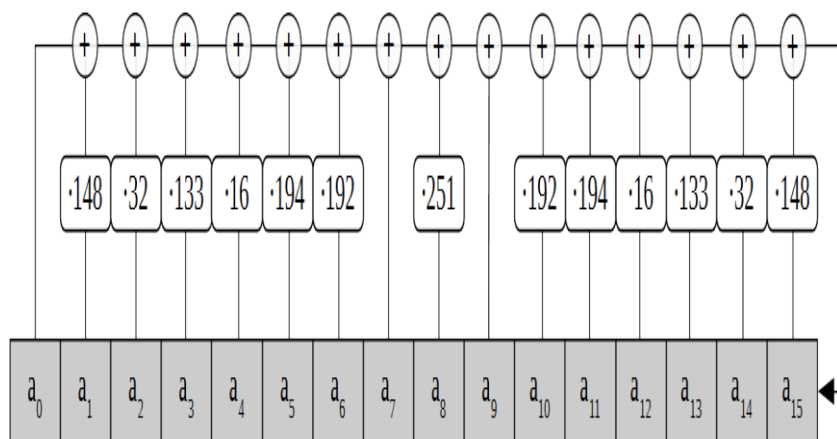 + + + + + + + + + + + + + + +
·148 ·32 ·133 ·16 ·194 ·192 ·251 ·192 ·194 ·16 ·133 ·32 ·148
a₀ a₁ a₂ a₃ a₄ a₅ a₆ a₇ a₈ a₉ a₁₀ a₁₁ a₁₂ a₁₃ a₁₄ a₁₅